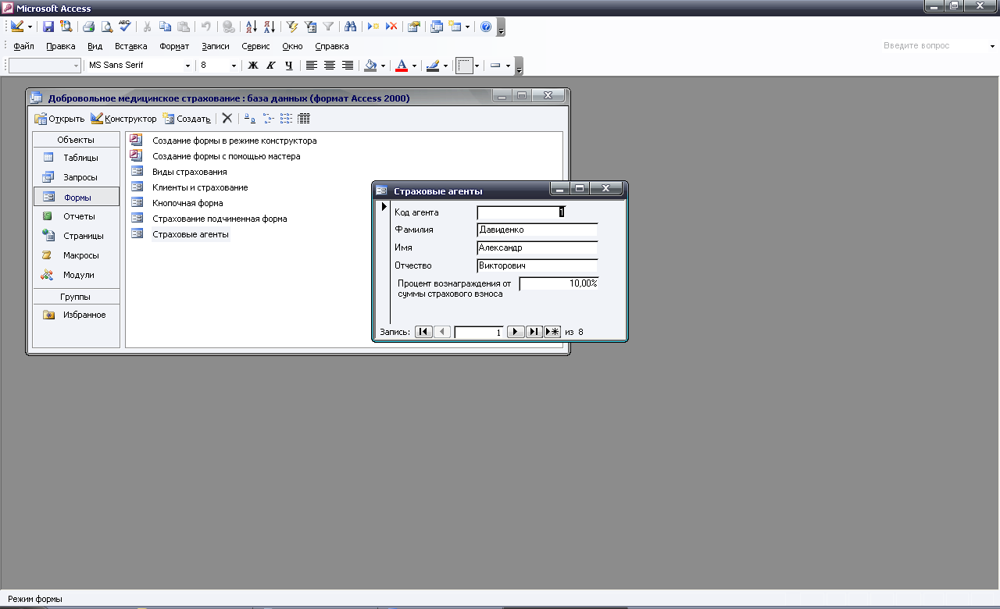 Microsoft Access
Файл Правка Вид Вставка Формат Записи Сервис Окно Справка
Введите вопрос
MS Sans Serif 8 Ж К Ч А
Добровольное медицинское страхование : база данных (формат Access 2000)
Открыть Конструктор Создать
Объекты
Таблицы
Запросы
Формы
Отчеты
Страницы
Макросы
Модули
Группы
Избранное
Создание формы в режиме конструктора
Создание формы с помощью мастера
Виды страхования
Клиенты и страхование
Кнопочная форма
Страхование подчиненная форма
Страховые агенты
Страховые агенты
Код агента 1
Фамилия Давиденко
Имя Александр
Отчество Викторович
Процент вознаграждения от 10,00%
суммы страхового взноса
Запись: 1 из 8
Режим формы